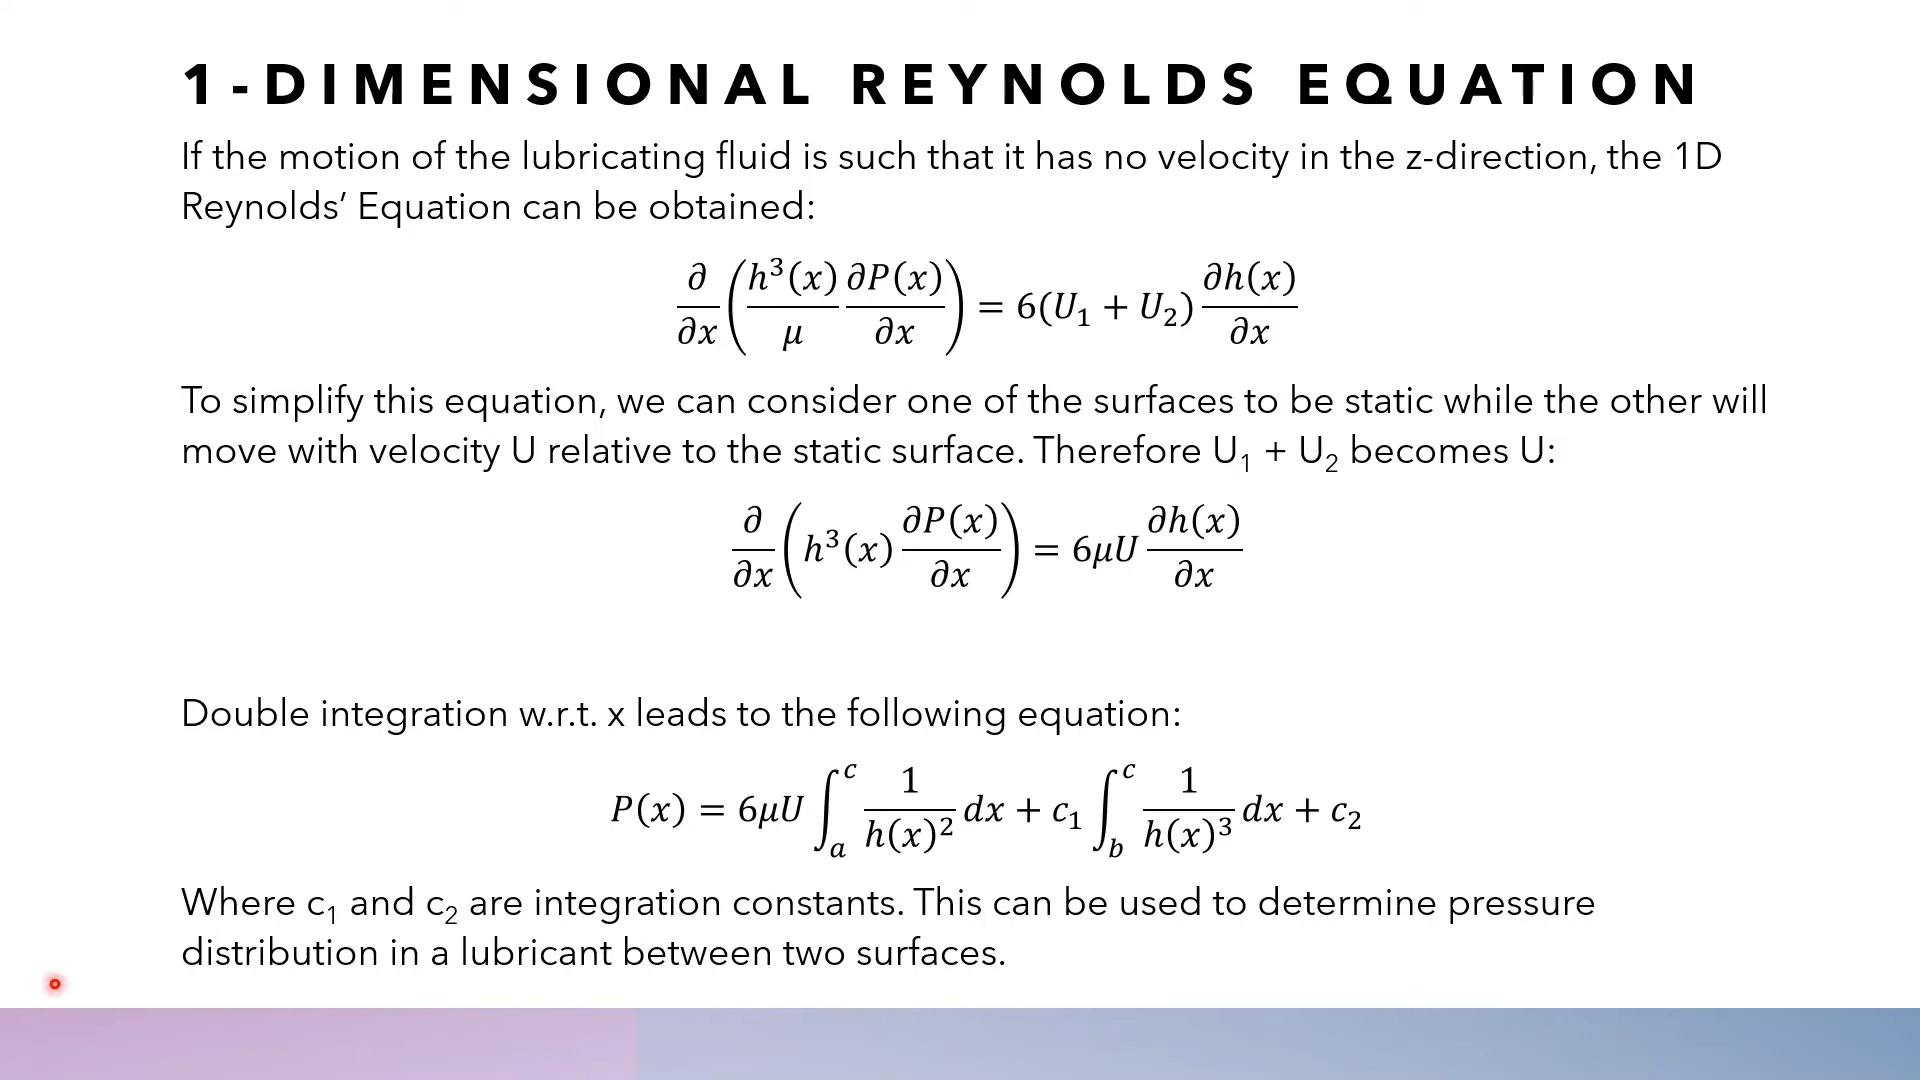 1-DIMENSIONAL REYNOLDS EQUATION
If the motion of the lubricating fluid is such that it has no velocity in the z-direction, the 1D
Reynolds’ Equation can be obtained:
∂/∂x (h³(x)/μ ∂P(x)/∂x) = 6(U₁ + U₂) ∂h(x)/∂x
To simplify this equation, we can consider one of the surfaces to be static while the other will
move with velocity U relative to the static surface. Therefore U₁ + U₂ becomes U:
∂/∂x (h³(x) ∂P(x)/∂x) = 6μU ∂h(x)/∂x
Double integration w.r.t. x leads to the following equation:
P(x) = 6μU ∫ₐᶜ 1/h(x)² dx + c₁ ∫_b^c 1/h(x)³ dx + c₂
Where c₁ and c₂ are integration constants. This can be used to determine pressure
distribution in a lubricant between two surfaces.